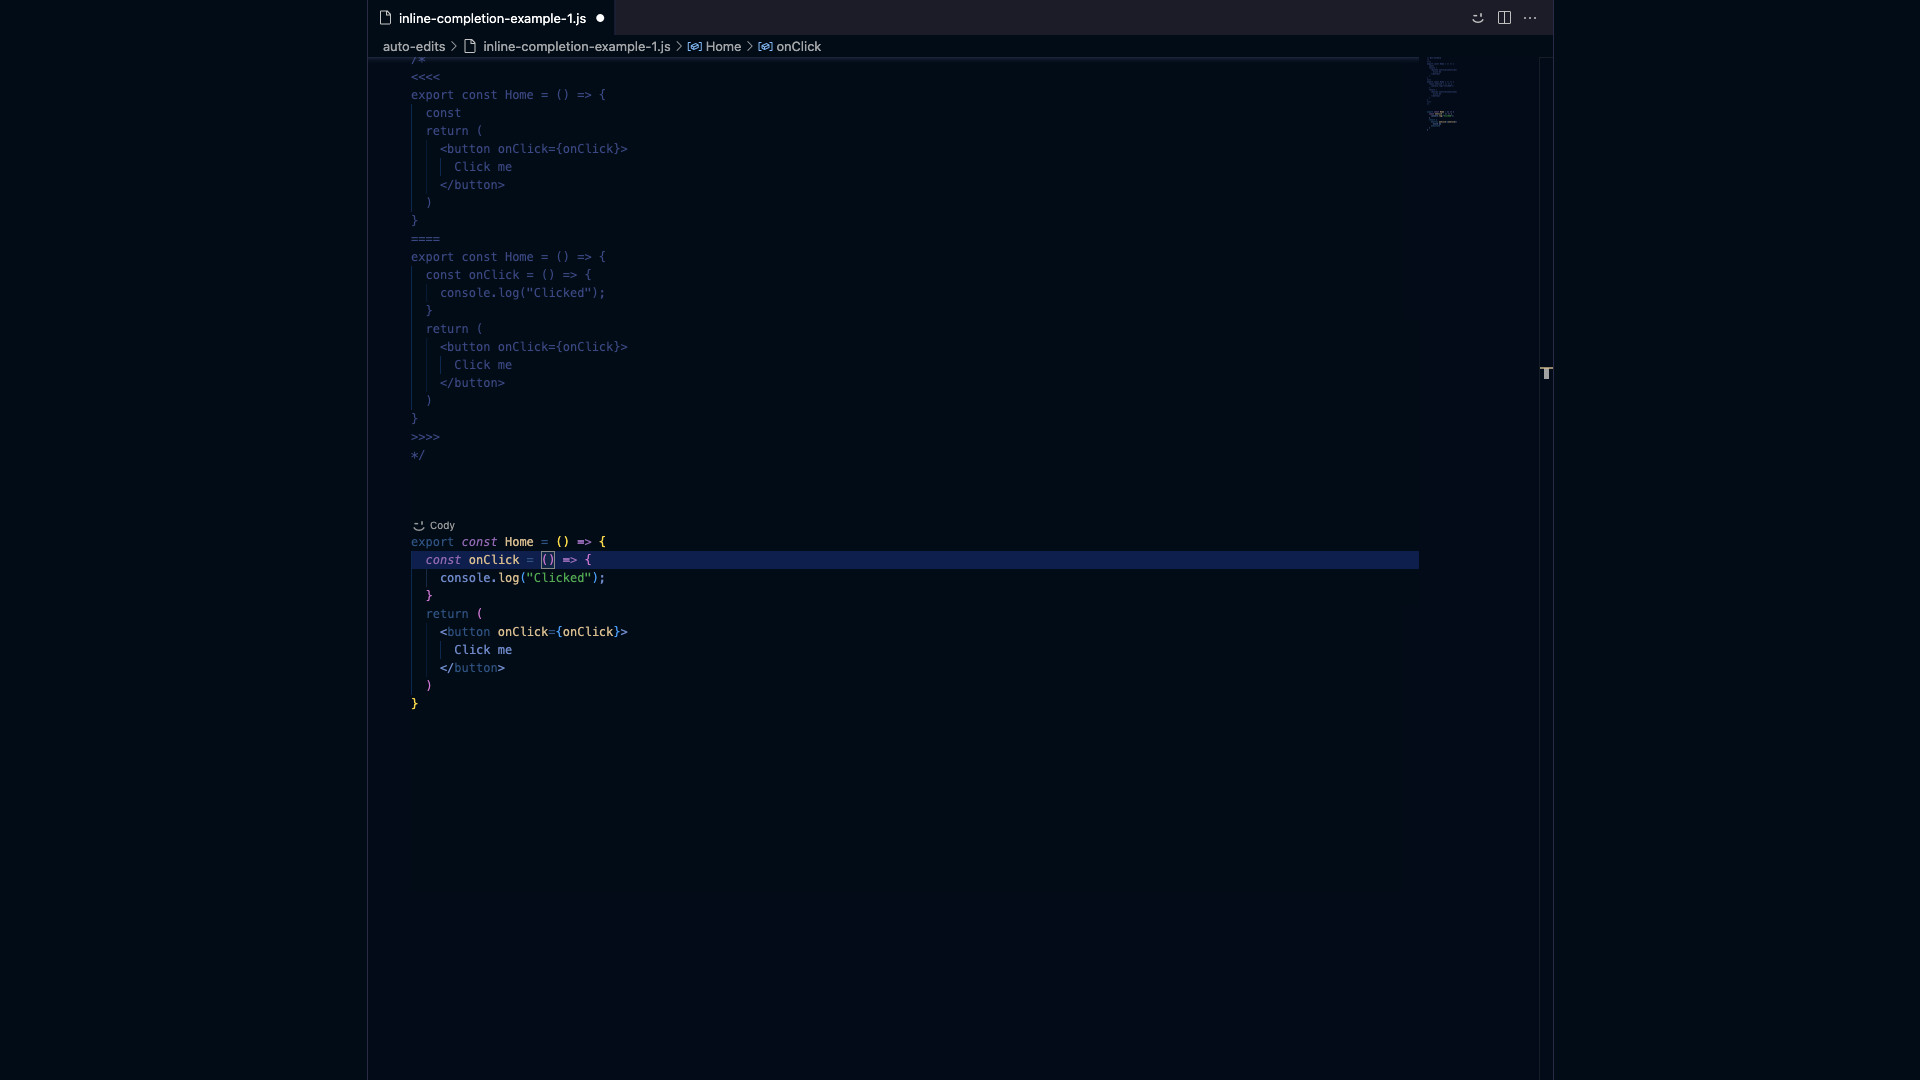 inline-completion-example-1.js
auto-edits > inline-completion-example-1.js > Home > onClick
/*
<<<<
export const Home = () => {
  const
  return (
    <button onClick={onClick}>
      Click me
    </button>
  )
}
====
export const Home = () => {
  const onClick = () => {
    console.log("Clicked");
  }
  return (
    <button onClick={onClick}>
      Click me
    </button>
  )
}
>>>>
*/
Cody
export const Home = () => {
  const onClick = () => {
    console.log("Clicked");
  }
  return (
    <button onClick={onClick}>
      Click me
    </button>
  )
}